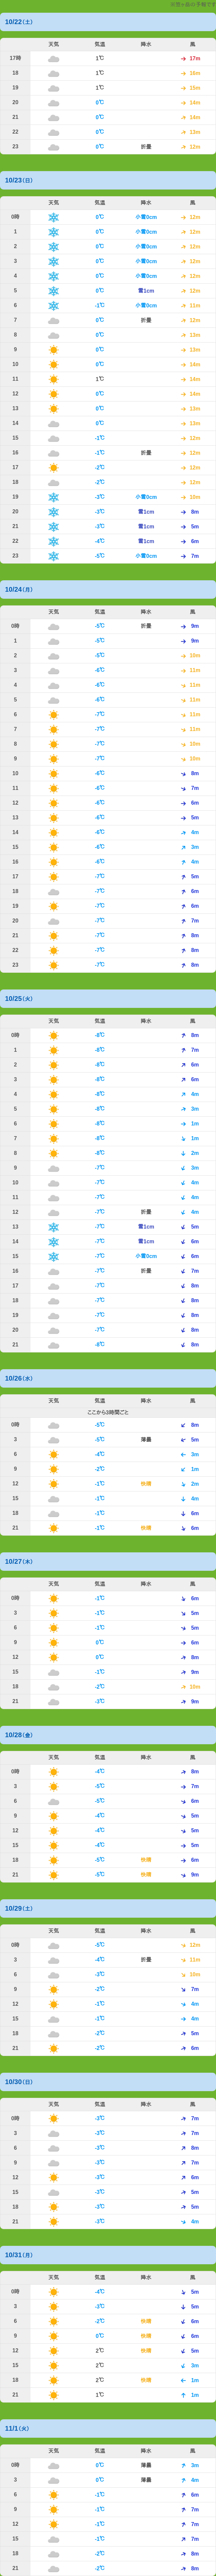 10/22(土)
天気 気温 降水 風
17時 1℃ 17m
18 1℃ 16m
19 1℃ 15m
20 0℃ 14m
21 0℃ 14m
22 0℃ 13m
23 0℃ 折曇 12m
10/23(日)
天気 気温 降水 風
0時 0℃ 小雪0cm 12m
1 0℃ 小雪0cm 12m
2 0℃ 小雪0cm 12m
3 0℃ 小雪0cm 12m
4 0℃ 小雪0cm 12m
5 0℃ 雪1cm 12m
6 -1℃ 小雪0cm 11m
7 0℃ 折曇 12m
8 0℃ 13m
9 0℃ 13m
10 0℃ 14m
11 1℃ 14m
12 0℃ 14m
13 0℃ 13m
14 0℃ 13m
15 -1℃ 12m
16 -1℃ 折曇 12m
17 -2℃ 12m
18 -3℃ 12m
19 -3℃ 小雪0cm 10m
20 -3℃ 雪1cm 8m
21 -3℃ 雪1cm 5m
22 -4℃ 雪1cm 6m
23 -5℃ 小雪0cm 7m
10/24(月)
天気 気温 降水 風
0時 -5℃ 折曇 9m
1 -5℃ 9m
2 -5℃ 10m
3 -6℃ 11m
4 -6℃ 11m
5 -6℃ 11m
6 -7℃ 11m
7 -7℃ 11m
8 -7℃ 10m
9 -7℃ 10m
10 -6℃ 8m
11 -6℃ 7m
12 -6℃ 6m
13 -6℃ 5m
14 -6℃ 4m
15 -6℃ 3m
16 -6℃ 4m
17 -7℃ 5m
18 -7℃ 6m
19 -7℃ 6m
20 -7℃ 7m
21 -7℃ 8m
22 -7℃ 8m
23 -7℃ 8m
10/25(火)
天気 気温 降水 風
0時 -8℃ 8m
1 -8℃ 7m
2 -8℃ 6m
3 -8℃ 6m
4 -8℃ 4m
5 -8℃ 3m
6 -8℃ 1m
7 -8℃ 1m
8 -8℃ 2m
9 -7℃ 3m
10 -7℃ 4m
11 -7℃ 4m
12 -7℃ 折曇 4m
13 -7℃ 雪1cm 5m
14 -7℃ 雪1cm 6m
15 -7℃ 小雪0cm 6m
16 -7℃ 折曇 7m
17 -7℃ 8m
18 -7℃ 8m
19 -7℃ 8m
20 -7℃ 8m
21 -6℃ 8m
10/26(水)
天気 気温 降水 風
ここから3時間ごと
0時 -5℃ 8m
3 -5℃ 薄曇 5m
6 -4℃ 3m
9 -2℃ 1m
12 -1℃ 快晴 2m
15 -1℃ 4m
18 -1℃ 6m
21 -1℃ 快晴 6m
10/27(木)
天気 気温 降水 風
0時 -1℃ 6m
3 -1℃ 5m
6 -1℃ 5m
9 0℃ 6m
12 0℃ 8m
15 -1℃ 9m
18 -2℃ 10m
21 -3℃ 9m
10/28(金)
天気 気温 降水 風
0時 -4℃ 8m
3 -5℃ 7m
6 -5℃ 6m
9 -4℃ 5m
12 -4℃ 5m
15 -4℃ 5m
18 -5℃ 快晴 6m
21 -5℃ 快晴 9m
10/29(土)
天気 気温 降水 風
0時 -5℃ 12m
3 -4℃ 折曇 11m
6 -3℃ 10m
9 -2℃ 7m
12 -1℃ 4m
15 -1℃ 4m
18 -2℃ 5m
21 -2℃ 6m
10/30(日)
天気 気温 降水 風
0時 -3℃ 7m
3 -3℃ 7m
6 -3℃ 8m
9 -3℃ 7m
12 -3℃ 6m
15 -3℃ 5m
18 -3℃ 5m
21 -3℃ 4m
10/31(月)
天気 気温 降水 風
0時 -4℃ 5m
3 -3℃ 5m
6 -2℃ 快晴 6m
9 0℃ 快晴 6m
12 2℃ 快晴 5m
15 2℃ 3m
18 2℃ 快晴 1m
21 1℃ 1m
11/1(火)
天気 気温 降水 風
0時 0℃ 薄曇 3m
3 0℃ 薄曇 4m
6 -1℃ 6m
9 -1℃ 7m
12 -1℃ 7m
15 -1℃ 7m
18 -2℃ 8m
21 -2℃ 8m